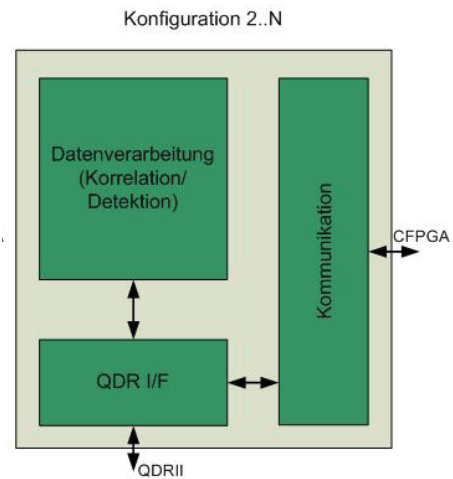 Konfiguration 2..N
Datenverarbeitung
(Korrelation/
Detektion)
Kommunikation
CFPGA
QDR I/F
QDRII